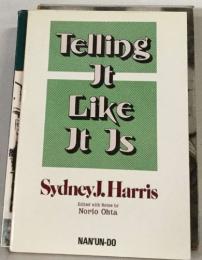 Telling
It
Like
It Is
Sydney J. Harris
Edited with Notes by
Norio Ohta
NAN'UN-DO